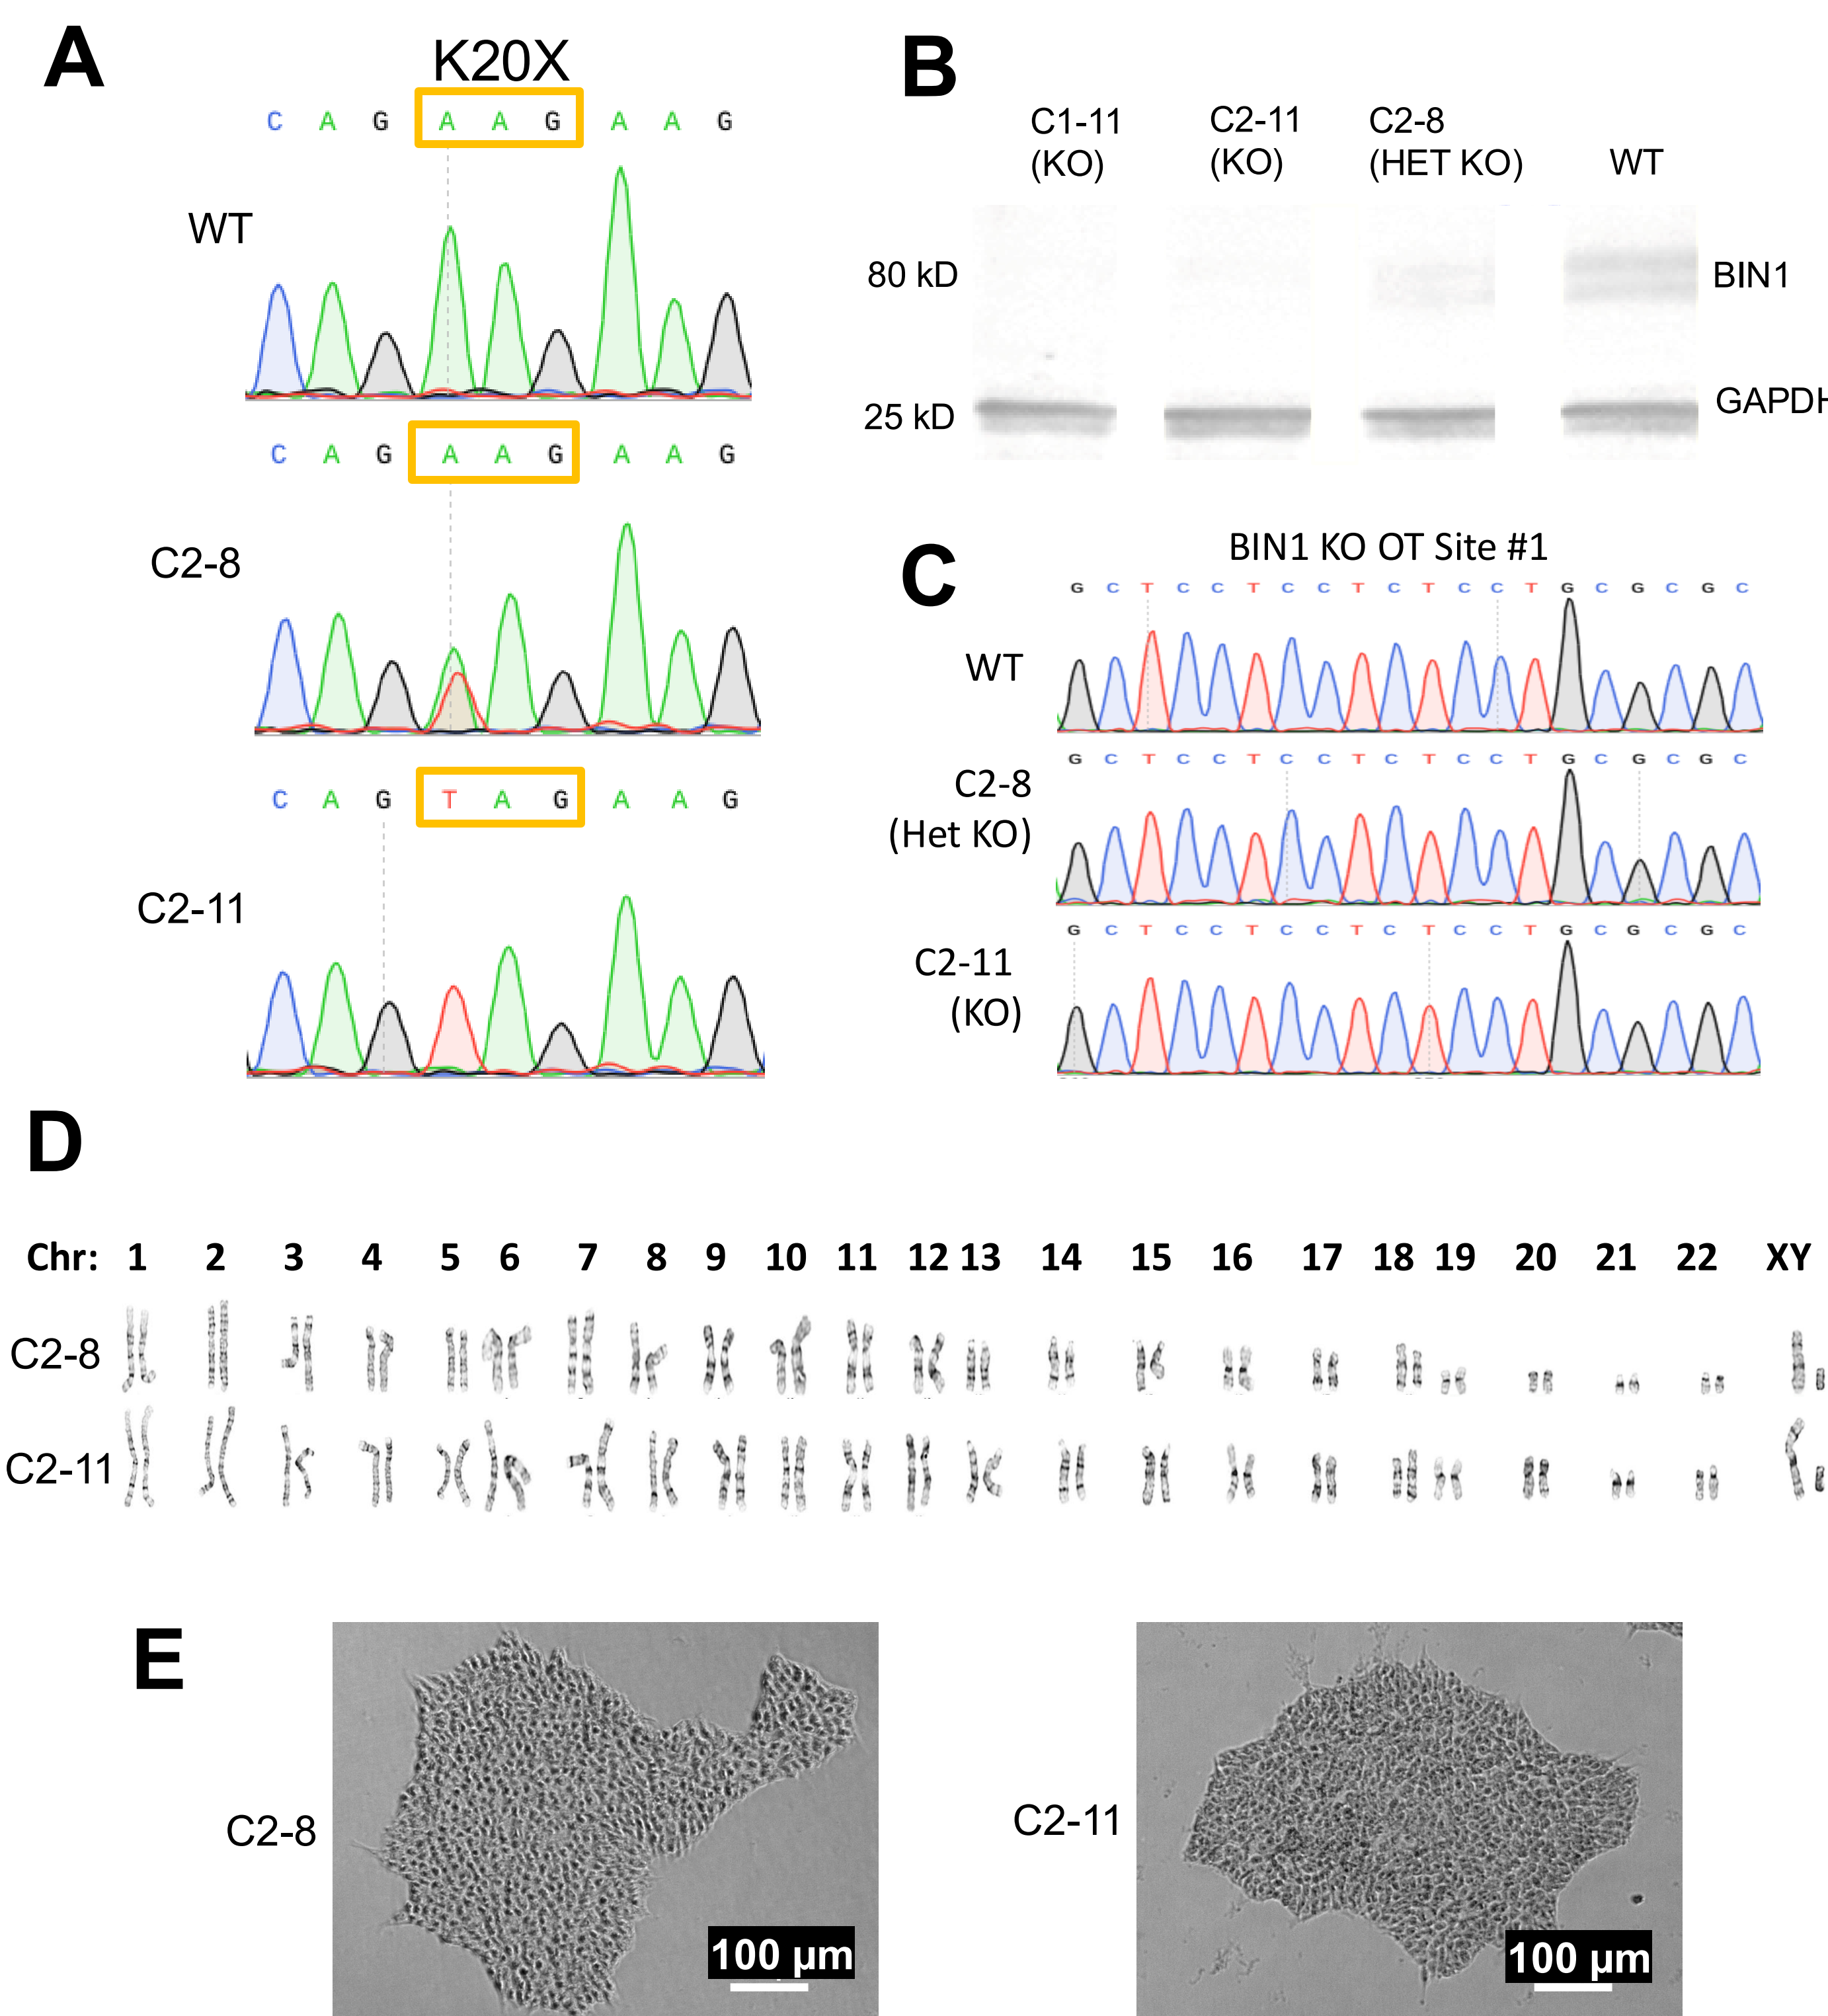 A
K20X
C A G A A G A A G
WT
C A G A A G A A G
C2-8
C A G T A G A A G
C2-11
B
C1-11
(KO)
C2-11
(KO)
C2-8
(HET KO)
WT
80 kD
BIN1
25 kD
GAPDH
C
BIN1 KO OT Site #1
G C T C C T C C T C T C C T G C G C G C
WT
G C T C C T C C T C T C C T G C G C G C
C2-8
(Het KO)
G C T C C T C C T C T C C T G C G C G C
C2-11
(KO)
D
Chr: 1 2 3 4 5 6 7 8 9 10 11 12 13 14 15 16 17 18 19 20 21 22 XY
C2-8
C2-11
E
C2-8
100 µm
C2-11
100 µm